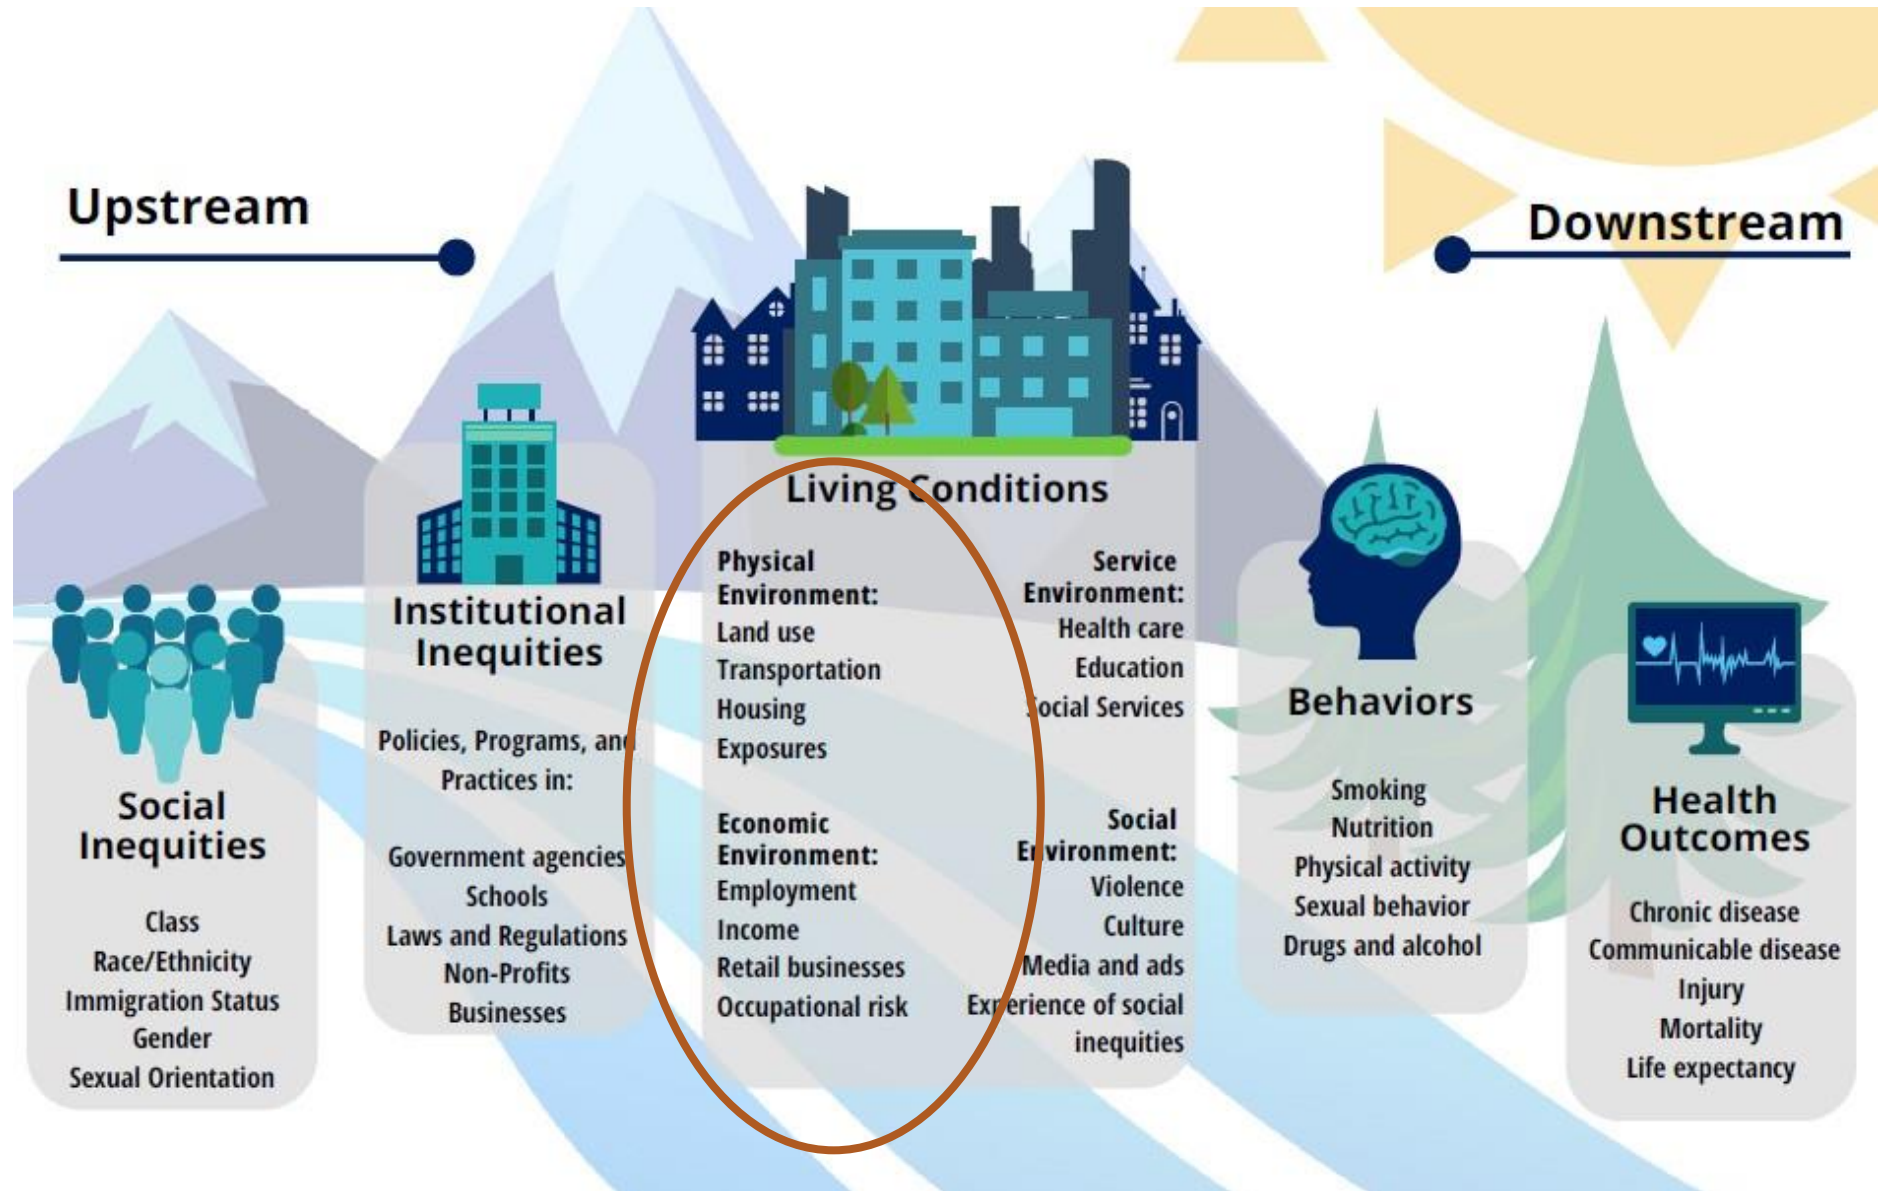 Upstream
Downstream
Social
Inequities
Class
Race/Ethnicity
Immigration Status
Gender
Sexual Orientation
Institutional
Inequities
Policies, Programs, and
Practices in:
Government agencies
Schools
Laws and Regulations
Non-Profits
Businesses
Living Conditions
Physical
Environment:
Land use
Transportation
Housing
Exposures
Economic
Environment:
Employment
Income
Retail businesses
Occupational risk
Service
Environment:
Health care
Education
Social Services
Social
Environment:
Violence
Culture
Media and ads
Experience of social
inequities
Behaviors
Smoking
Nutrition
Physical activity
Sexual behavior
Drugs and alcohol
Health
Outcomes
Chronic disease
Communicable disease
Injury
Mortality
Life expectancy